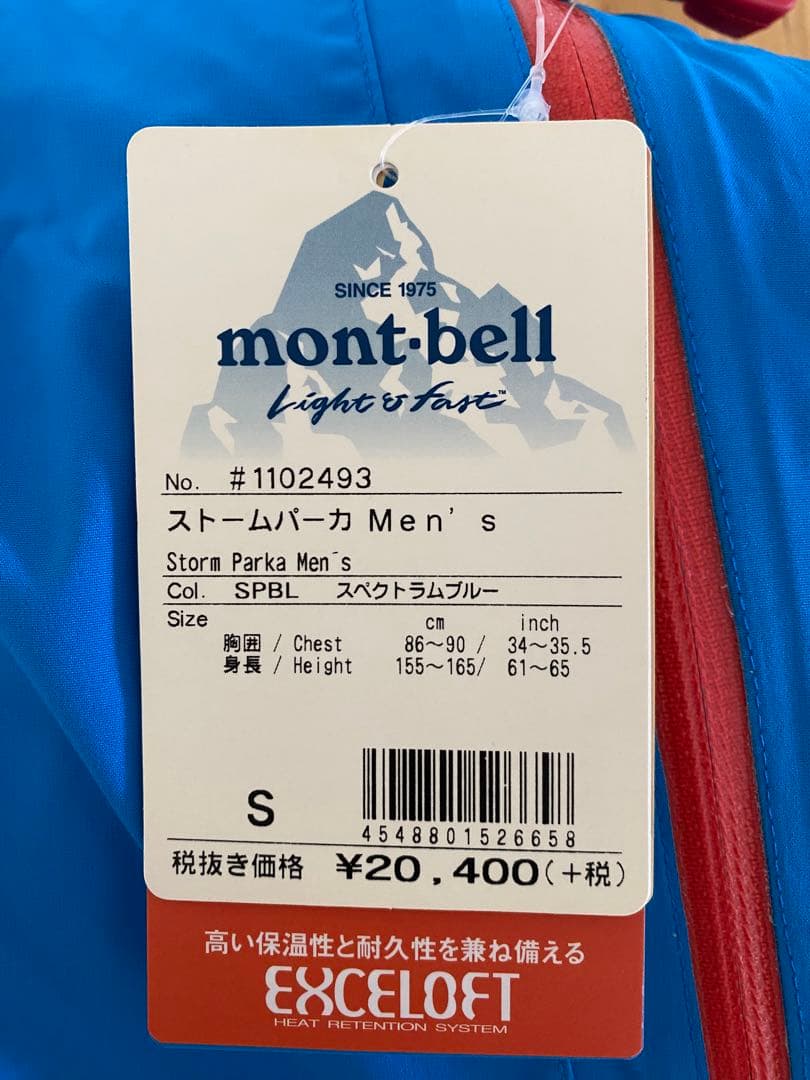 SINCE 1975
mont·bell
Light & Fast™
No. #1102493
ストームパーカ Men's
Storm Parka Men´s
Col. SPBL スペクトラムブルー
Size cm inch
胸囲 / Chest 86〜90 / 34〜35.5
身長 / Height 155〜165/ 61〜65
S
4548801526658
税抜き価格 ¥20,400(+税)
高い保温性と耐久性を兼ね備える
EXCELOFT
HEAT RETENTION SYSTEM